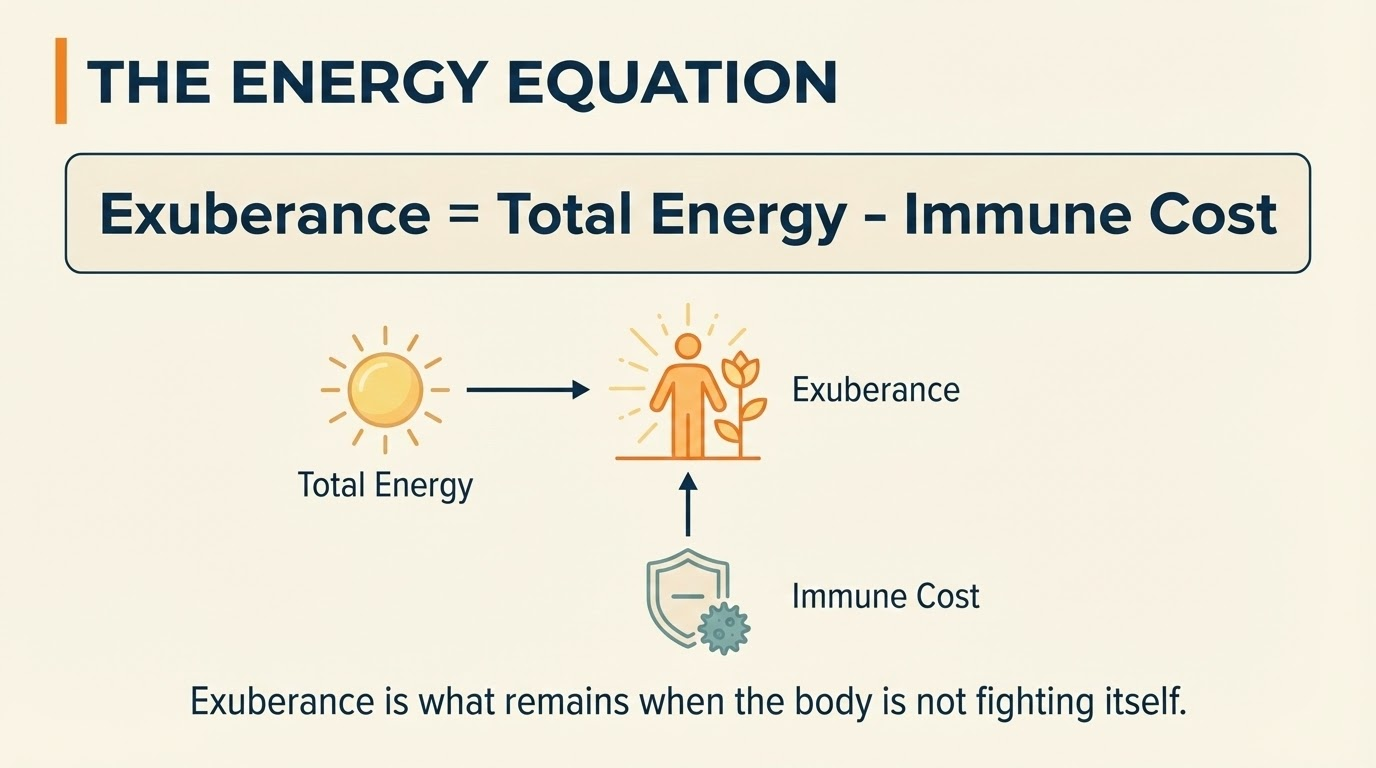 THE ENERGY EQUATION
Exuberance = Total Energy - Immune Cost
Exuberance
Total Energy
Immune Cost
Exuberance is what remains when the body is not fighting itself.